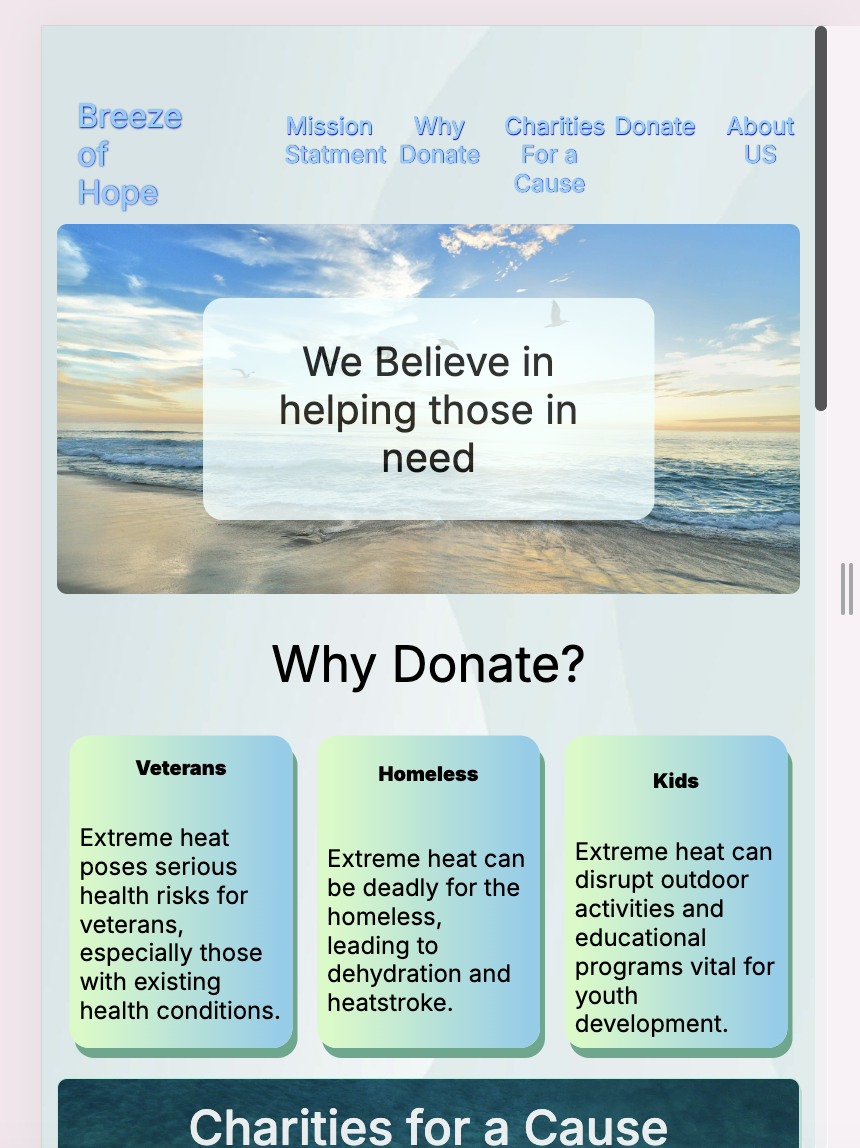 Breeze
of
Hope
Mission
Statment
Why
Donate
Charities
For a
Cause
Donate
About
US
We Believe in
helping those in
need
Why Donate?
Veterans
Extreme heat
poses serious
health risks for
veterans,
especially those
with existing
health conditions.
Homeless
Extreme heat can
be deadly for the
homeless,
leading to
dehydration and
heatstroke.
Kids
Extreme heat can
disrupt outdoor
activities and
educational
programs vital for
youth
development.
Charities for a Cause